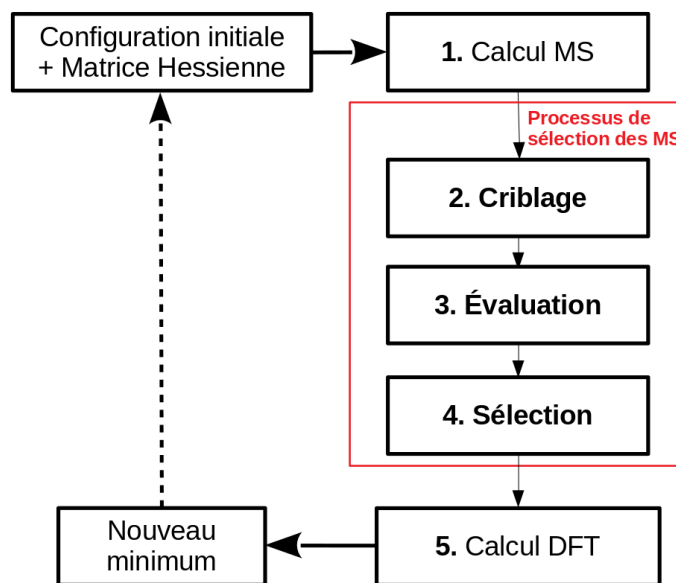 Configuration initiale
+ Matrice Hessienne
1. Calcul MS
Processus de
sélection des MS
2. Criblage
3. Évaluation
4. Sélection
5. Calcul DFT
Nouveau
minimum